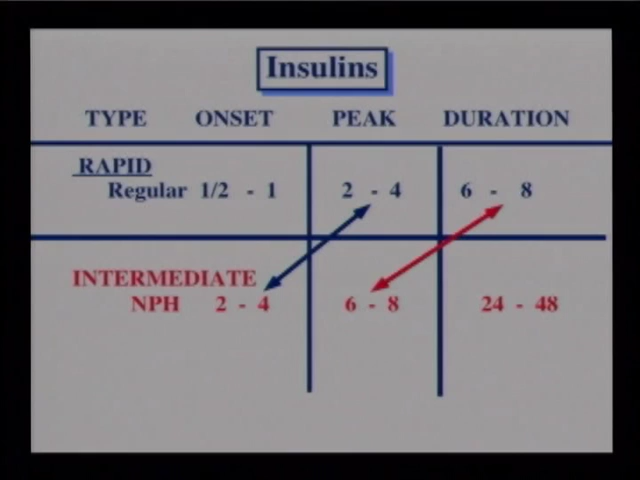 Insulins
TYPE ONSET PEAK DURATION
RAPID
Regular 1/2 - 1 2 - 4 6 - 8
INTERMEDIATE
NPH 2 - 4 6 - 8 24 - 48